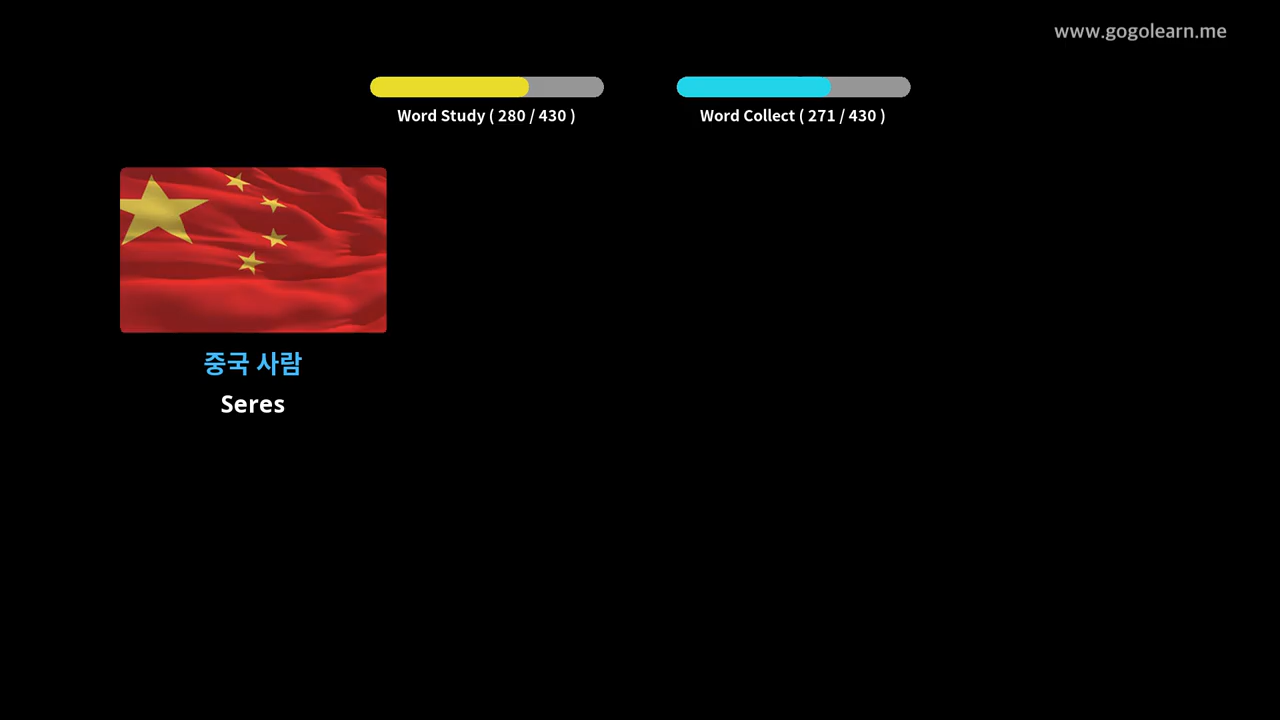 www.gogolearn.me
Word Study ( 280 / 430 )
Word Collect ( 271 / 430 )
중국 사람
Seres